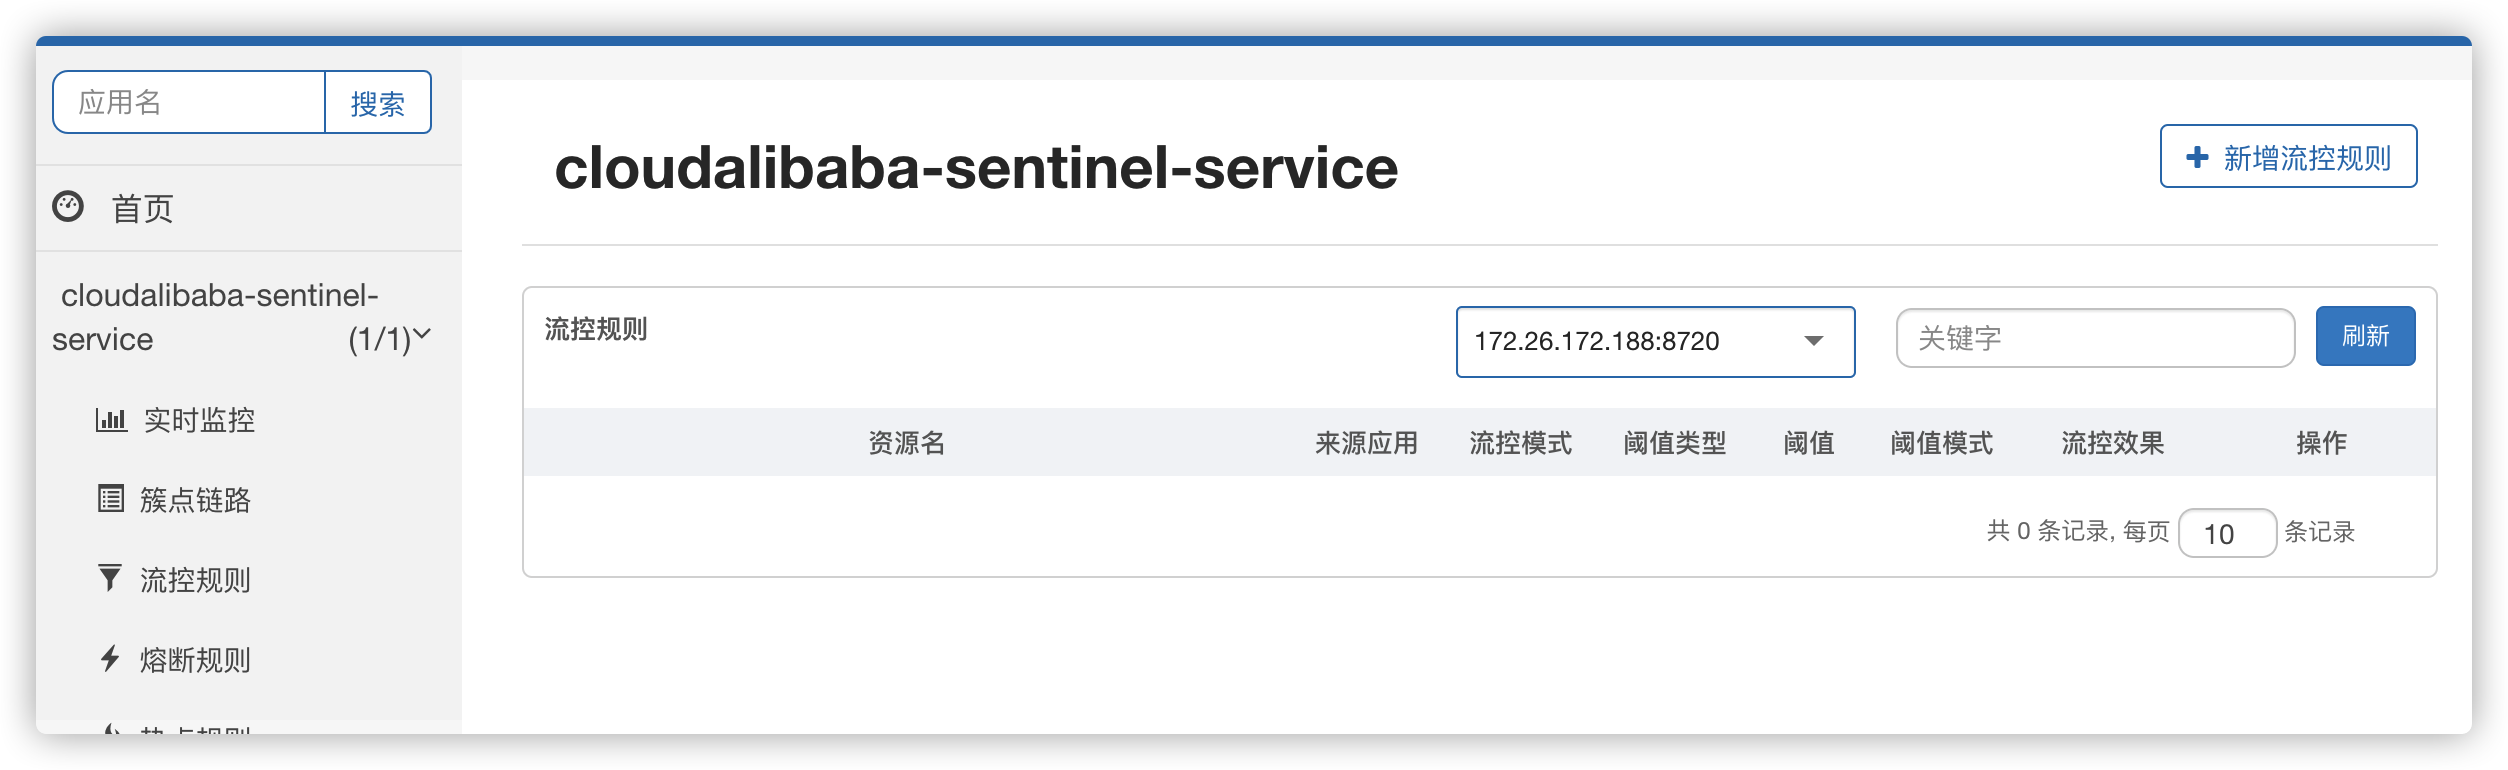 应用名 搜索
首页
cloudalibaba-sentinel-
service (1/1)
实时监控
簇点链路
流控规则
熔断规则
热点规则
cloudalibaba-sentinel-service
新增流控规则
流控规则 172.26.172.188:8720 关键字 刷新
资源名 来源应用 流控模式 阈值类型 阈值 阈值模式 流控效果 操作
共 0 条记录, 每页 10 条记录